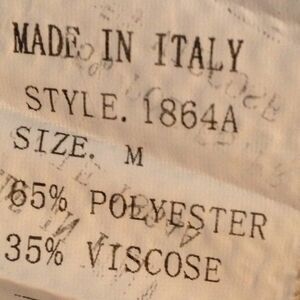 MADE IN ITALY
STYLE. 1864A
SIZE. M
65% POLYESTER
35% VISCOSE